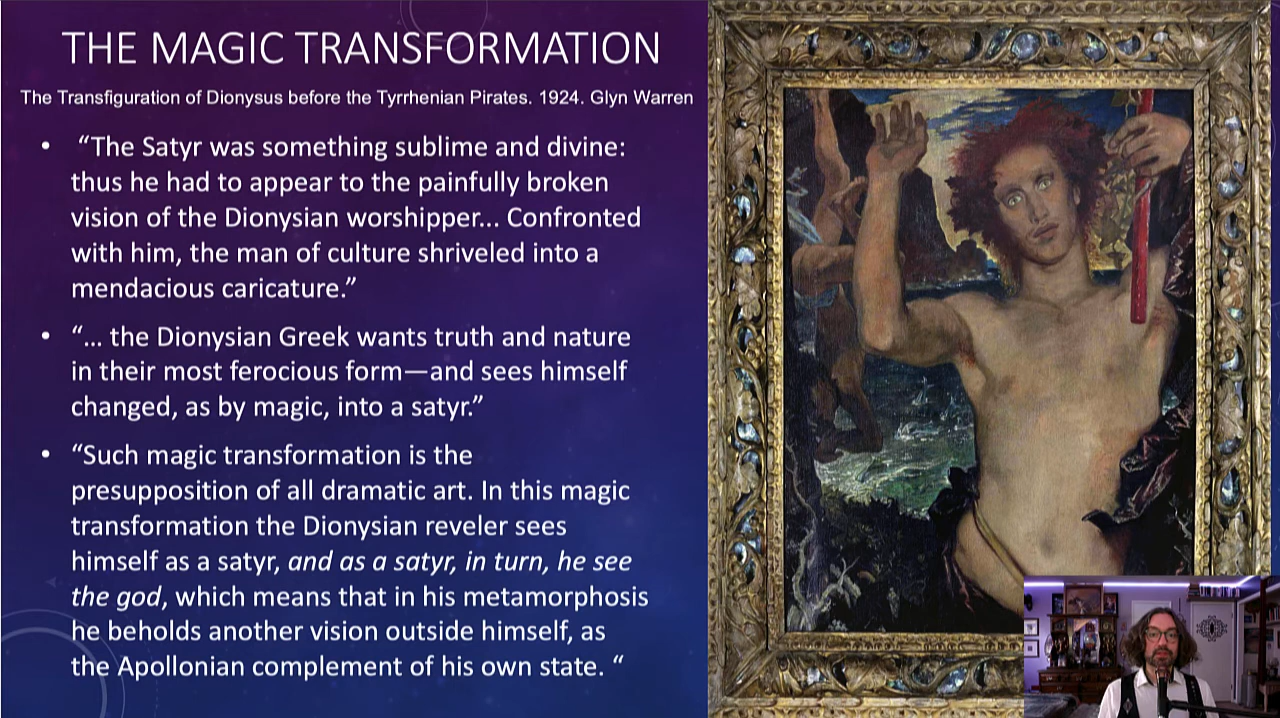 THE MAGIC TRANSFORMATION
The Transfiguration of Dionysus before the Tyrrhenian Pirates. 1924. Glyn Warren
• “The Satyr was something sublime and divine:
thus he had to appear to the painfully broken
vision of the Dionysian worshipper... Confronted
with him, the man of culture shriveled into a
mendacious caricature.”
• “... the Dionysian Greek wants truth and nature
in their most ferocious form—and sees himself
changed, as by magic, into a satyr.”
• “Such magic transformation is the
presupposition of all dramatic art. In this magic
transformation the Dionysian reveler sees
himself as a satyr, and as a satyr, in turn, he see
the god, which means that in his metamorphosis
he beholds another vision outside himself, as
the Apollonian complement of his own state. “